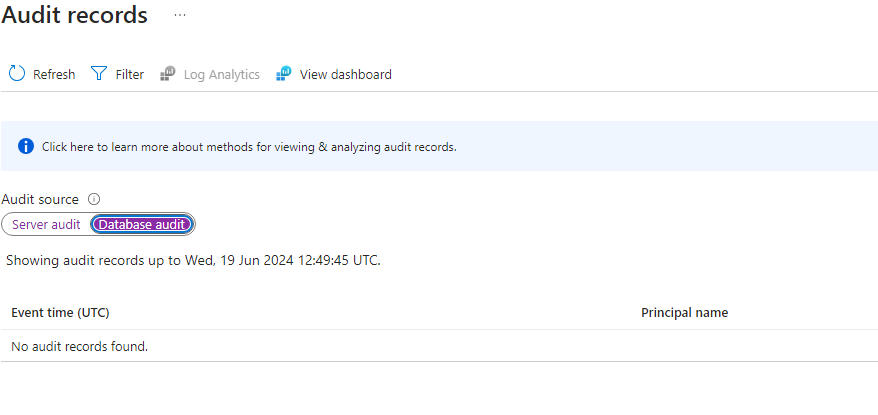 Audit records ...
Refresh Filter Log Analytics View dashboard
Click here to learn more about methods for viewing & analyzing audit records.
Audit source
Server audit Database audit
Showing audit records up to Wed, 19 Jun 2024 12:49:45 UTC.
Event time (UTC) Principal name
No audit records found.